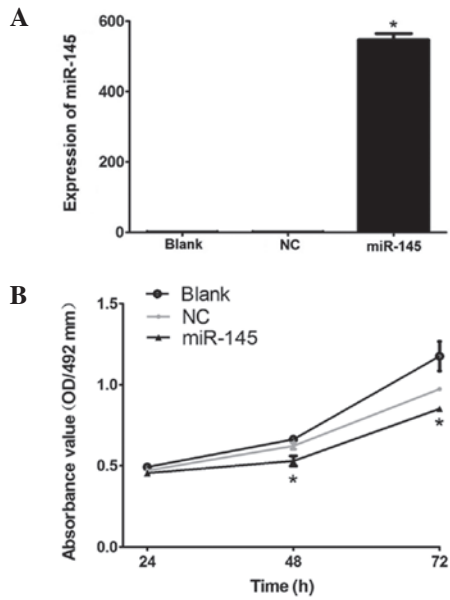 A
Expression of miR-145
600
400
200
0
*
Blank NC miR-145
B
Absorbance value (OD/492 mm)
1.5
1.0
0.5
0.0
Blank
NC
miR-145
*
*
24 48 72
Time (h)